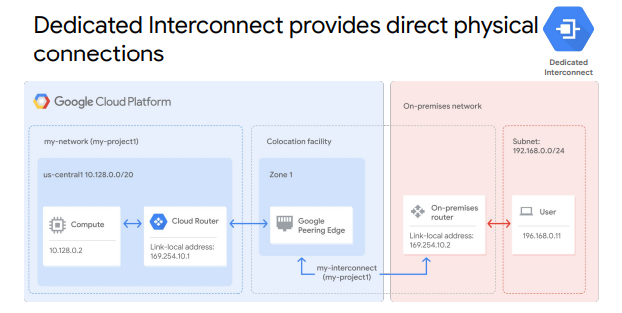 Dedicated Interconnect provides direct physical
connections
Dedicated
Interconnect
Google Cloud Platform
On-premises network
my-network (my-project1)
Colocation facility
Subnet:
192.168.0.0/24
us-central1 10.128.0.0/20
Zone 1
Compute
10.128.0.2
Cloud Router
Link-local address:
169.254.10.1
Google
Peering Edge
On-premises
router
Link-local address:
169.254.10.2
User
196.168.0.11
my-interconnect
(my-project1)